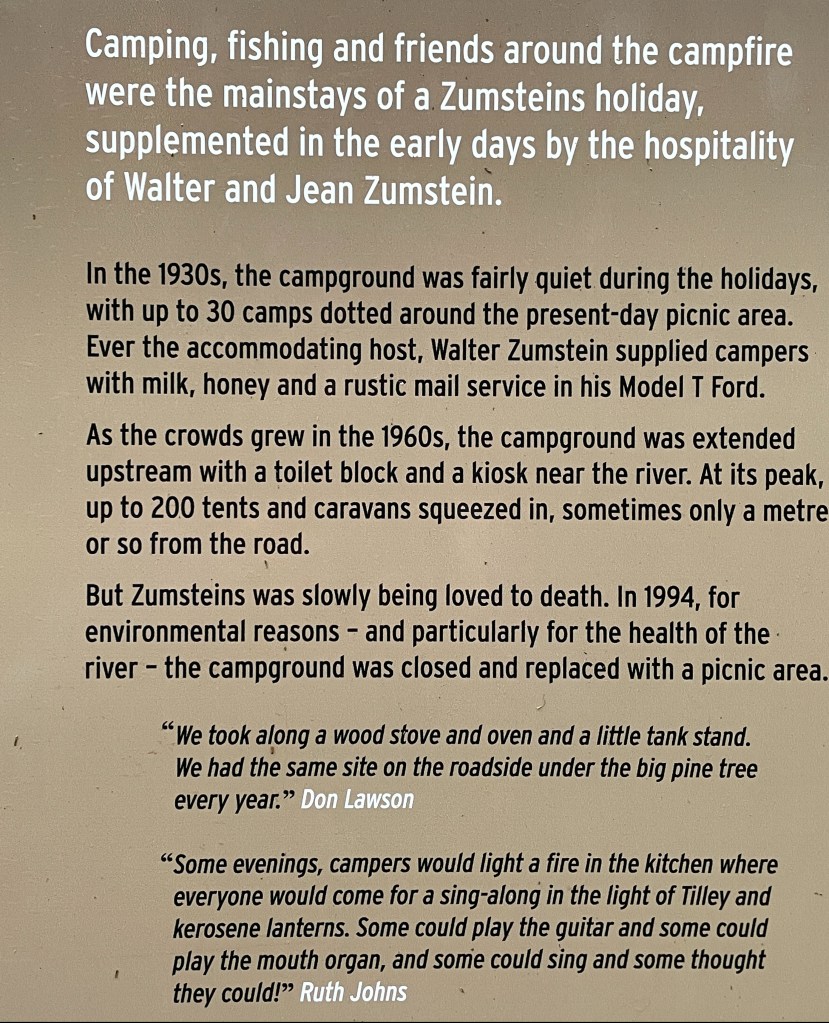 Camping, fishing and friends around the campfire
were the mainstays of a Zumsteins holiday,
supplemented in the early days by the hospitality
of Walter and Jean Zumstein.
In the 1930s, the campground was fairly quiet during the holidays,
with up to 30 camps dotted around the present-day picnic area.
Ever the accommodating host, Walter Zumstein supplied campers
with milk, honey and a rustic mail service in his Model T Ford.
As the crowds grew in the 1960s, the campground was extended
upstream with a toilet block and a kiosk near the river. At its peak,
up to 200 tents and caravans squeezed in, sometimes only a metre
or so from the road.
But Zumsteins was slowly being loved to death. In 1994, for
environmental reasons – and particularly for the health of the
river – the campground was closed and replaced with a picnic area.
“We took along a wood stove and oven and a little tank stand.
We had the same site on the roadside under the big pine tree
every year.” Don Lawson
“Some evenings, campers would light a fire in the kitchen where
everyone would come for a sing-along in the light of Tilley and
kerosene lanterns. Some could play the guitar and some could
play the mouth organ, and some could sing and some thought
they could!” Ruth Johns